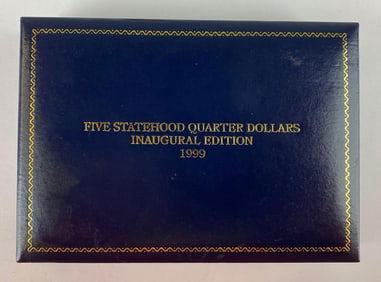 FIVE STATEHOOD QUARTER DOLLARS
INAUGURAL EDITION
1999